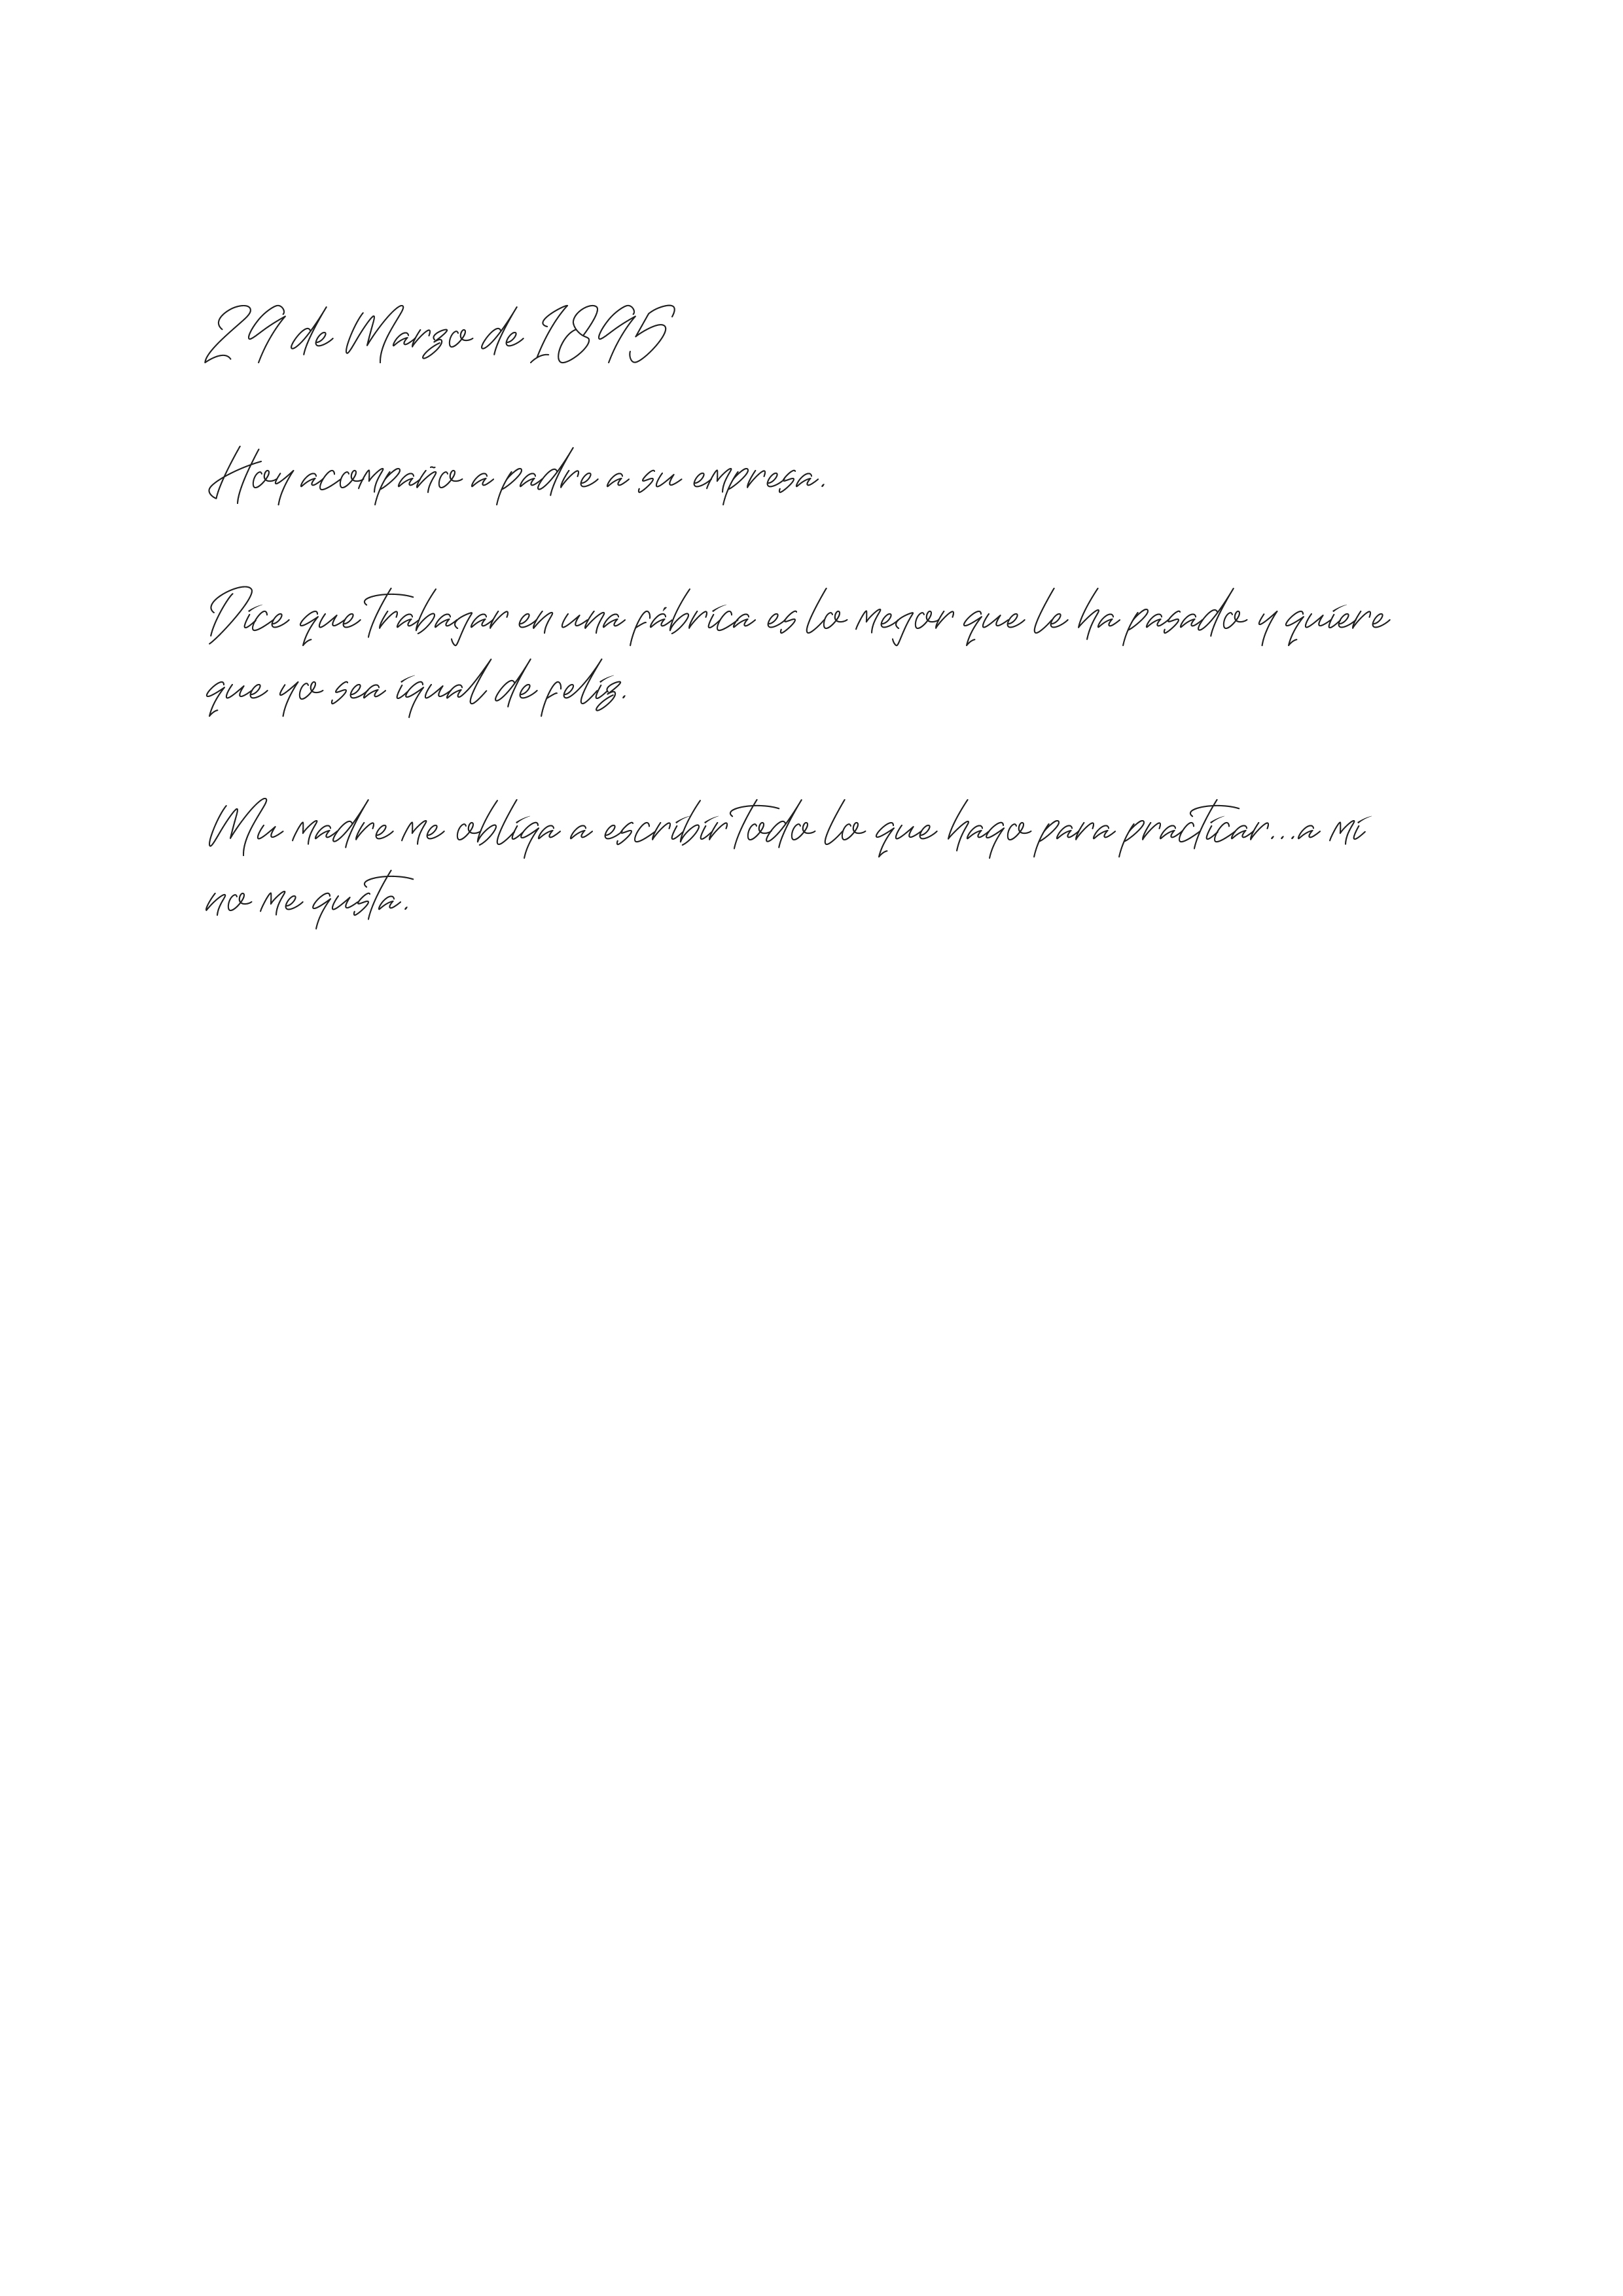 29 de Marzo de 1895
Hoy acompaño a padre a su empresa.
Dice que trabajar en una fábrica es lo mejor que le ha pasado y quiere
que yo sea igual de feliz.
Mu madre me obliga a escribir todo lo que hago para practicar...a mi
no me gusta.